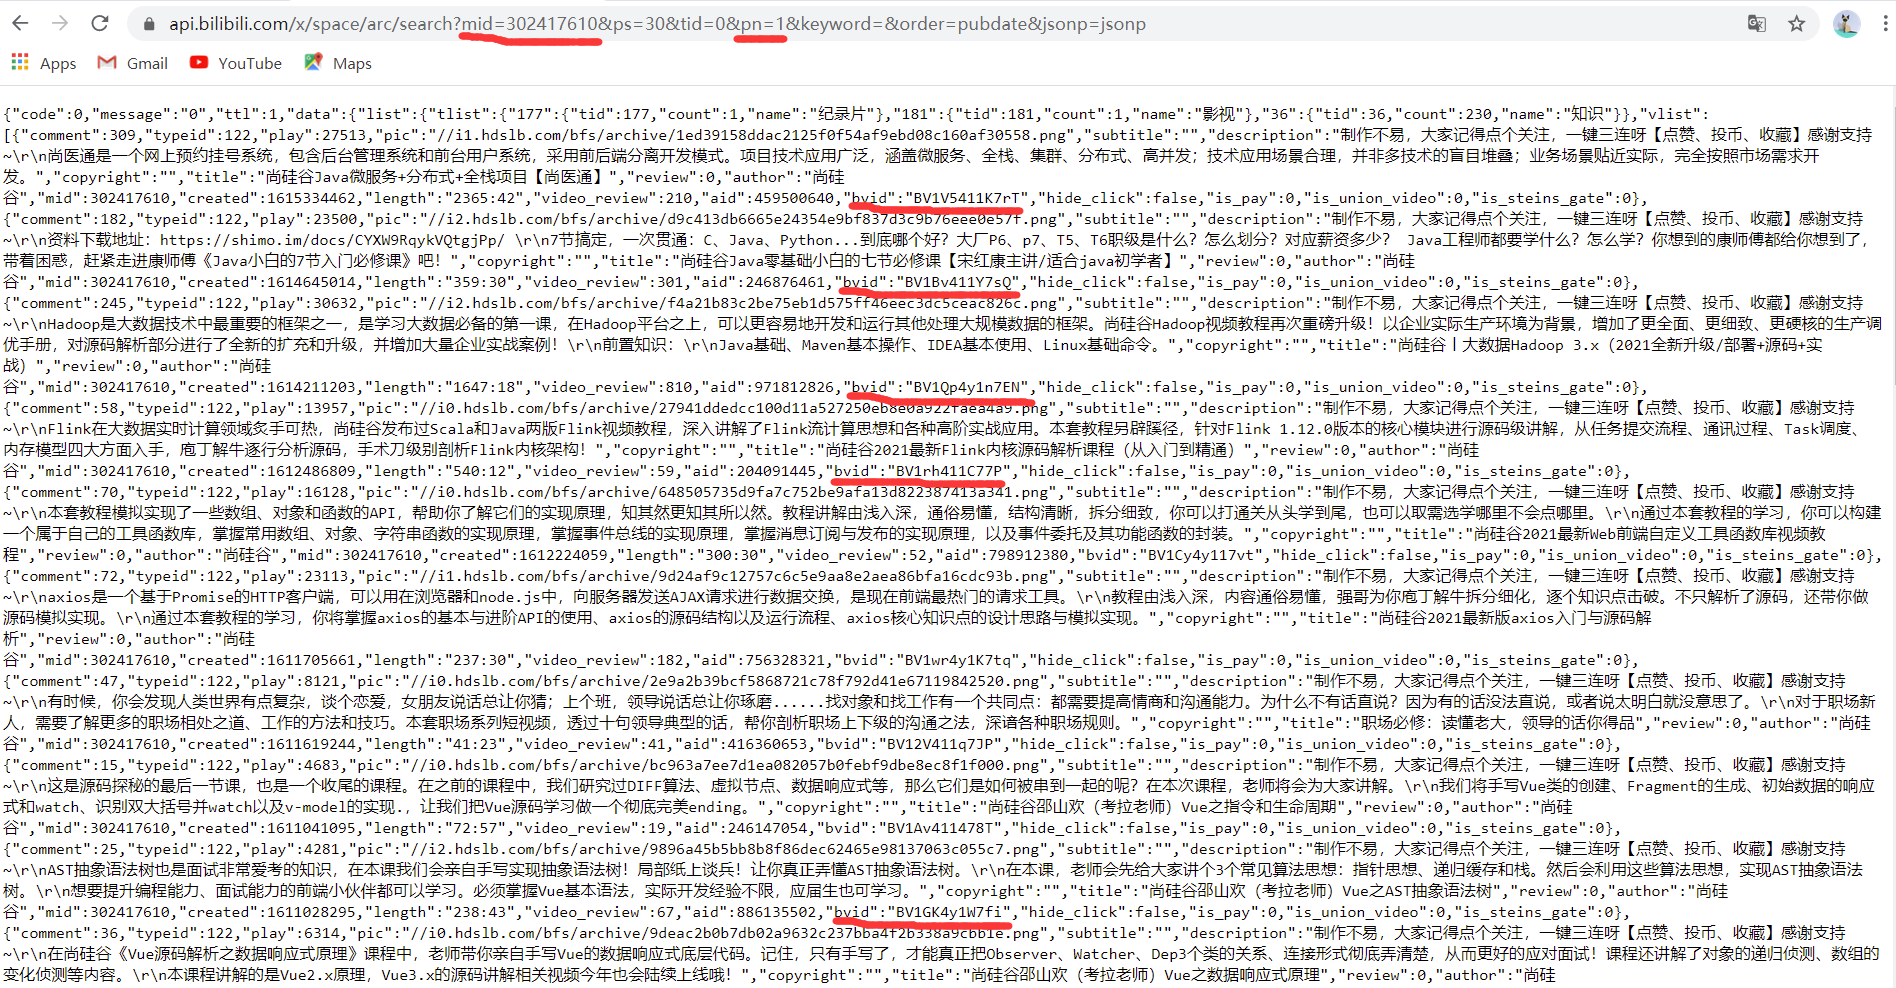 api.bilibili.com/x/space/arc/search?mid=302417610&ps=30&tid=0&pn=1&keyword=&order=pubdate&jsonp=jsonp
Apps Gmail YouTube Maps
{"code":0,"message":"0","ttl":1,"data":{"list":{"tlist":{"177":{"tid":177,"count":1,"name":"纪录片"},"181":{"tid":181,"count":1,"name":"影视"},"36":{"tid":36,"count":230,"name":"知识"}},"vlist":
[{"comment":309,"typeid":122,"play":27513,"pic":"//i1.hdslb.com/bfs/archive/1ed39158ddac2125f0f54af9ebd08c160af30558.png","subtitle":"","description":"制作不易，大家记得点个关注，一键三连呀【点赞、投币、收藏】感谢支持
~\r\n尚医通是一个网上预约挂号系统，包含后台管理系统和前台用户系统，采用前后端分离开发模式。项目技术应用广泛，涵盖微服务、全栈、集群、分布式、高并发；技术应用场景合理，并非多技术的盲目堆叠；业务场景贴近实际，完全按照市场需求开
发。","copyright":"","title":"尚硅谷Java微服务+分布式+全栈项目【尚医通】","review":0,"author":"尚硅
谷","mid":302417610,"created":1615334462,"length":"2365:42","video_review":210,"aid":459500640,"bvid":"BV1V5411K7rT","hide_click":false,"is_pay":0,"is_union_video":0,"is_steins_gate":0},
{"comment":182,"typeid":122,"play":23500,"pic":"//i2.hdslb.com/bfs/archive/d9c413db6665e24354e9bf837d3c9b76eee0e57f.png","subtitle":"","description":"制作不易，大家记得点个关注，一键三连呀【点赞、投币、收藏】感谢支持
~\r\n资料下载地址：https://shimo.im/docs/CYXW9RqykVQtgjPp/ \r\n7节搞定，一次贯通：C、Java、Python...到底哪个好？大厂P6、p7、T5、T6职级是什么？怎么划分？对应薪资多少？ Java工程师都要学什么？怎么学？你想到的康师傅都给你想到了，
带着困惑，赶紧走进康师傅《Java小白的7节入门必修课》吧！","copyright":"","title":"尚硅谷Java零基础小白的七节必修课【宋红康主讲/适合java初学者】","review":0,"author":"尚硅
谷","mid":302417610,"created":1614645014,"length":"359:30","video_review":301,"aid":246876461,"bvid":"BV1Bv411Y7sQ","hide_click":false,"is_pay":0,"is_union_video":0,"is_steins_gate":0},
{"comment":245,"typeid":122,"play":30632,"pic":"//i2.hdslb.com/bfs/archive/f4a21b83c2be75eb1d575ff46eec3dc5ceac826c.png","subtitle":"","description":"制作不易，大家记得点个关注，一键三连呀【点赞、投币、收藏】感谢支持
~\r\nHadoop是大数据技术中最重要的框架之一，是学习大数据必备的第一课，在Hadoop平台之上，可以更容易地开发和运行其他处理大规模数据的框架。尚硅谷Hadoop视频教程再次重磅升级！以企业实际生产环境为背景，增加了更全面、更细致、更硬核的生产调
优手册，对源码解析部分进行了全新的扩充和升级，并增加大量企业实战案例！\r\n前置知识：\r\nJava基础、Maven基本操作、IDEA基本使用、Linux基础命令。","copyright":"","title":"尚硅谷丨大数据Hadoop 3.x（2021全新升级/部署+源码+实
战）","review":0,"author":"尚硅
谷","mid":302417610,"created":1614211203,"length":"1647:18","video_review":810,"aid":971812826,"bvid":"BV1Qp4y1n7EN","hide_click":false,"is_pay":0,"is_union_video":0,"is_steins_gate":0},
{"comment":58,"typeid":122,"play":13957,"pic":"//i0.hdslb.com/bfs/archive/27941ddedcc100d11a527250eb8e0a922faea4a9.png","subtitle":"","description":"制作不易，大家记得点个关注，一键三连呀【点赞、投币、收藏】感谢支持
~\r\nFlink在大数据实时计算领域炙手可热，尚硅谷发布过Scala和Java两版Flink视频教程，深入讲解了Flink流计算思想和各种高阶实战应用。本套教程另辟蹊径，针对Flink 1.12.0版本的核心模块进行源码级讲解，从任务提交流程、通讯过程、Task调度、
内存模型四大方面入手，庖丁解牛逐行分析源码，手术刀级别剖析Flink内核架构！","copyright":"","title":"尚硅谷2021最新Flink内核源码解析课程（从入门到精通）","review":0,"author":"尚硅
谷","mid":302417610,"created":1612486809,"length":"540:12","video_review":59,"aid":204091445,"bvid":"BV1rh411C77P","hide_click":false,"is_pay":0,"is_union_video":0,"is_steins_gate":0},
{"comment":70,"typeid":122,"play":16128,"pic":"//i0.hdslb.com/bfs/archive/648505735d9fa7c752be9afa13d822387413a341.png","subtitle":"","description":"制作不易，大家记得点个关注，一键三连呀【点赞、投币、收藏】感谢支持
~\r\n本套教程模拟实现了一些数组、对象和函数的API，帮助你了解它们的实现原理，知其然更知其所以然。教程讲解由浅入深，通俗易懂，结构清晰，拆分细致，你可以打通关从头学到尾，也可以取需选学哪里不会点哪里。\r\n通过本套教程的学习，你可以构建
一个属于自己的工具函数库，掌握常用数组、对象、字符串函数的实现原理，掌握事件总线的实现原理，掌握消息订阅与发布的实现原理，以及事件委托及其功能函数的封装。","copyright":"","title":"尚硅谷2021最新Web前端自定义工具函数库视频教
程","review":0,"author":"尚硅谷","mid":302417610,"created":1612224059,"length":"300:30","video_review":52,"aid":798912380,"bvid":"BV1Cy4y117vt","hide_click":false,"is_pay":0,"is_union_video":0,"is_steins_gate":0},
{"comment":72,"typeid":122,"play":23113,"pic":"//i1.hdslb.com/bfs/archive/9d24af9c12757c6c5e9aa8e2aea86bfa16cdc93b.png","subtitle":"","description":"制作不易，大家记得点个关注，一键三连呀【点赞、投币、收藏】感谢支持
~\r\naxios是一个基于Promise的HTTP客户端，可以用在浏览器和node.js中，向服务器发送AJAX请求进行数据交换，是现在前端最热门的请求工具。\r\n教程由浅入深，内容通俗易懂，强哥为你庖丁解牛拆分细化，逐个知识点击破。不只解析了源码，还带你做
源码模拟实现。\r\n通过本套教程的学习，你将掌握axios的基本与进阶API的使用、axios的源码结构以及运行流程、axios核心知识点的设计思路与模拟实现。","copyright":"","title":"尚硅谷2021最新版axios入门与源码解
析","review":0,"author":"尚硅
谷","mid":302417610,"created":1611705661,"length":"237:30","video_review":182,"aid":756328321,"bvid":"BV1wr4y1K7tq","hide_click":false,"is_pay":0,"is_union_video":0,"is_steins_gate":0},
{"comment":47,"typeid":122,"play":8121,"pic":"//i0.hdslb.com/bfs/archive/2e9a2b39bcf5868721c78f792d41e67119842520.png","subtitle":"","description":"制作不易，大家记得点个关注，一键三连呀【点赞、投币、收藏】感谢支持
~\r\n有时候，你会发现人类世界有点复杂，谈个恋爱，女朋友说话总让你猜；上个班，领导说话总让你琢磨......找对象和找工作有一个共同点：都需要提高情商和沟通能力。为什么不有话直说？因为有的话没法直说，或者说太明白就没意思了。\r\n对于职场新
人，需要了解更多的职场相处之道、工作的方法和技巧。本套职场系列短视频，透过十句领导典型的话，帮你剖析职场上下级的沟通之法，深谙各种职场规则。","copyright":"","title":"职场必修：读懂老大，领导的话你得品","review":0,"author":"尚硅
谷","mid":302417610,"created":1611619244,"length":"41:23","video_review":41,"aid":416360653,"bvid":"BV12V411q7JP","hide_click":false,"is_pay":0,"is_union_video":0,"is_steins_gate":0},
{"comment":15,"typeid":122,"play":4683,"pic":"//i0.hdslb.com/bfs/archive/bc963a7ee7d1ea082057b0febf9dbe8ec8f1f000.png","subtitle":"","description":"制作不易，大家记得点个关注，一键三连呀【点赞、投币、收藏】感谢支持
~\r\n这是源码探秘的最后一节课，也是一个收尾的课程。在之前的课程中，我们研究过DIFF算法、虚拟节点、数据响应式等，那么它们是如何被串到一起的呢？在本次课程，老师将会为大家讲解。\r\n我们将手写Vue类的创建、Fragment的生成、初始数据的响应
式和watch、识别双大括号并watch以及v-model的实现.，让我们把Vue源码学习做一个彻底完美ending。","copyright":"","title":"尚硅谷邵山欢（考拉老师）Vue之指令和生命周期","review":0,"author":"尚硅
谷","mid":302417610,"created":1611041095,"length":"72:57","video_review":19,"aid":246147054,"bvid":"BV1Av411478T","hide_click":false,"is_pay":0,"is_union_video":0,"is_steins_gate":0},
{"comment":25,"typeid":122,"play":4281,"pic":"//i2.hdslb.com/bfs/archive/9896a45b5bb8b8f86dec62465e98137063c055c7.png","subtitle":"","description":"制作不易，大家记得点个关注，一键三连呀【点赞、投币、收藏】感谢支持
~\r\nAST抽象语法树也是面试非常爱考的知识，在本课我们会亲自手写实现抽象语法树！局部纸上谈兵！让你真正弄懂AST抽象语法树。\r\n在本课，老师会先给大家讲个3个常见算法思想：指针思想、递归缓存和栈。然后会利用这些算法思想，实现AST抽象语法
树。\r\n想要提升编程能力、面试能力的前端小伙伴都可以学习。必须掌握Vue基本语法，实际开发经验不限，应届生也可学习。","copyright":"","title":"尚硅谷邵山欢（考拉老师）Vue之AST抽象语法树","review":0,"author":"尚硅
谷","mid":302417610,"created":1611028295,"length":"238:43","video_review":67,"aid":886135502,"bvid":"BV1GK4y1W7fi","hide_click":false,"is_pay":0,"is_union_video":0,"is_steins_gate":0},
{"comment":36,"typeid":122,"play":6314,"pic":"//i0.hdslb.com/bfs/archive/9deac2b0b7db02a9632c237bba4f2b538a9cbb1e.png","subtitle":"","description":"制作不易，大家记得点个关注，一键三连呀【点赞、投币、收藏】感谢支持
~\r\n在尚硅谷《Vue源码解析之数据响应式原理》课程中，老师带你亲自手写Vue的数据响应式底层代码。记住，只有手写了，才能真正把Observer、Watcher、Dep3个类的关系、连接形式彻底弄清楚，从而更好的应对面试！课程还讲解了对象的递归侦测、数组的
变化侦测等内容。\r\n本课程讲解的是Vue2.x原理，Vue3.x的源码讲解相关视频今年也会陆续上线哦！","copyright":"","title":"尚硅谷邵山欢（考拉老师）Vue之数据响应式原理","review":0,"author":"尚硅